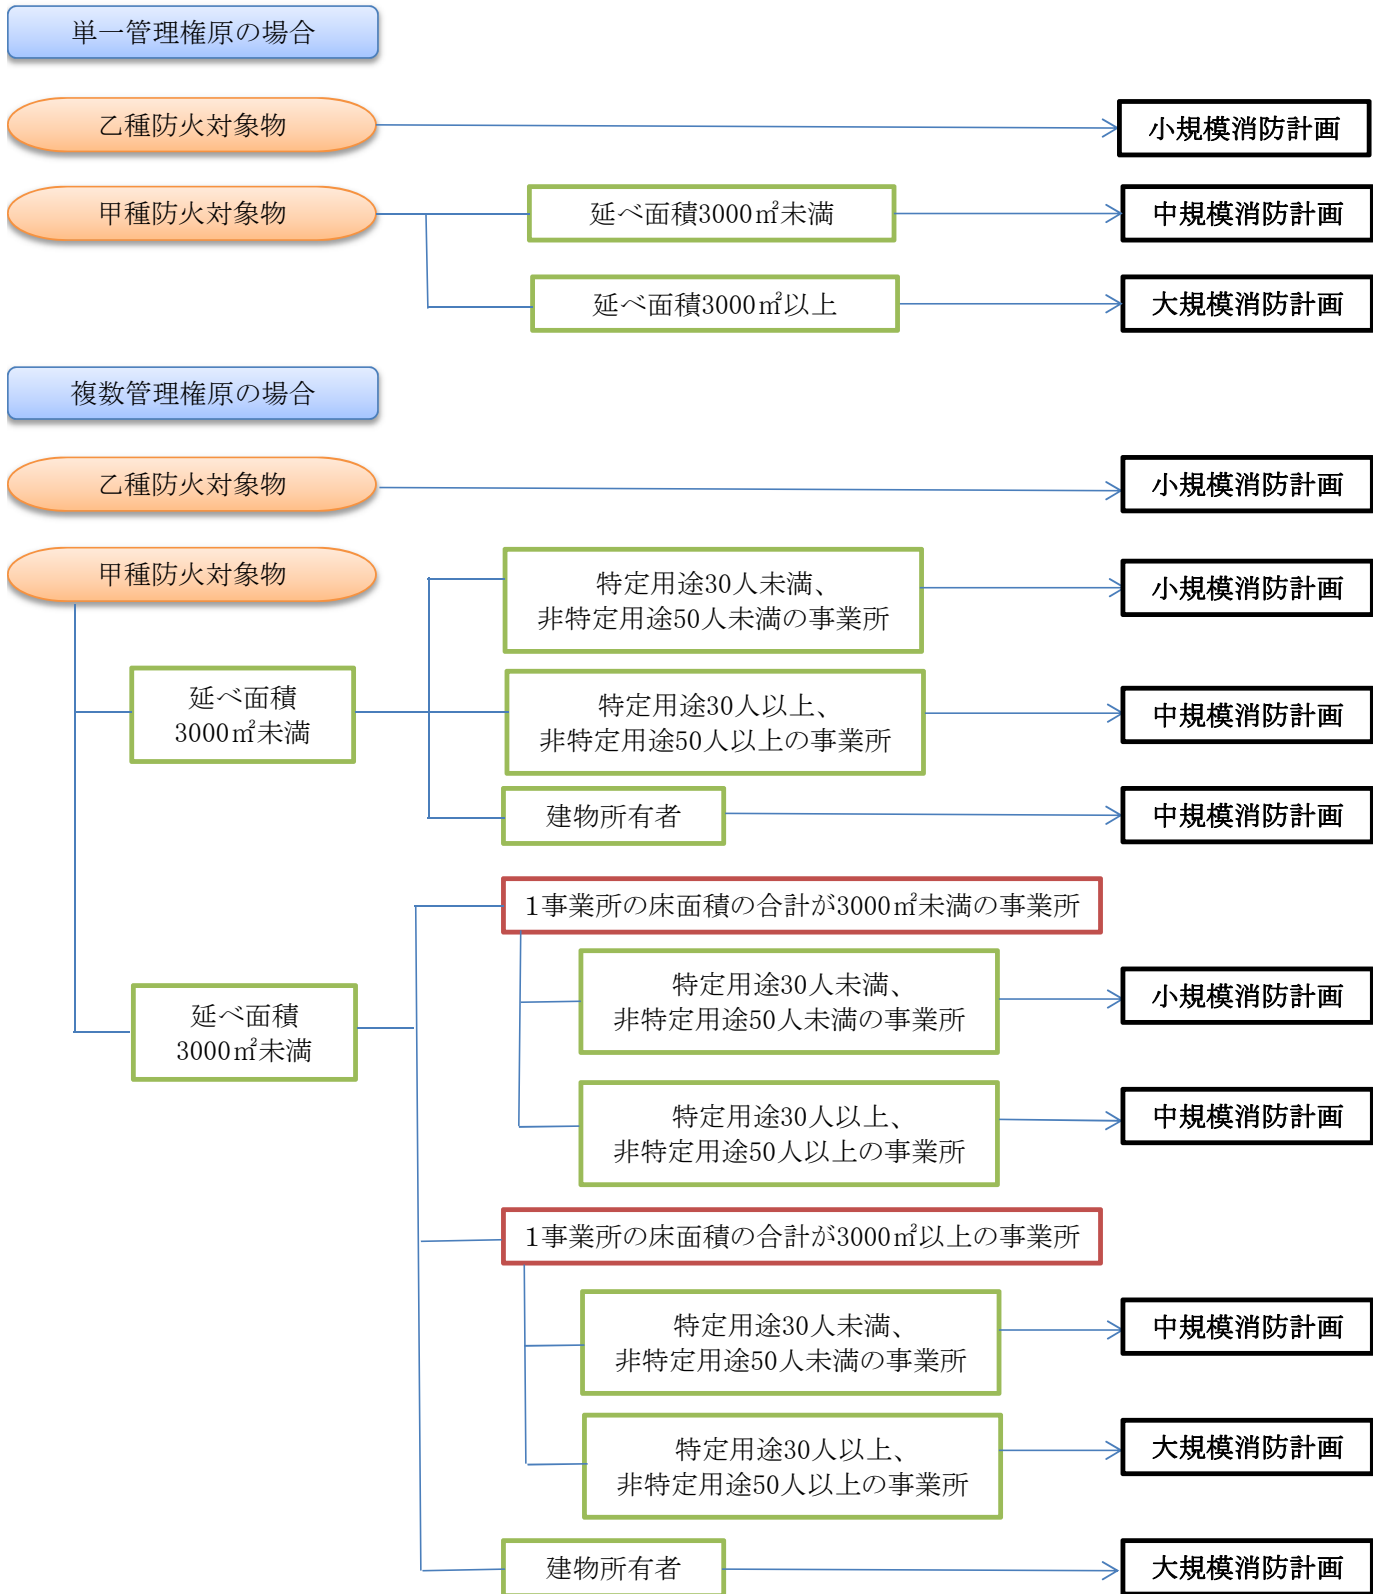 単一管理権原の場合
乙種防火対象物
小規模消防計画
甲種防火対象物
延べ面積3000㎡未満
中規模消防計画
延べ面積3000㎡以上
大規模消防計画
複数管理権原の場合
乙種防火対象物
小規模消防計画
甲種防火対象物
特定用途30人未満、
非特定用途50人未満の事業所
小規模消防計画
延べ面積
3000㎡未満
特定用途30人以上、
非特定用途50人以上の事業所
中規模消防計画
建物所有者
中規模消防計画
1事業所の床面積の合計が3000㎡未満の事業所
延べ面積
3000㎡未満
特定用途30人未満、
非特定用途50人未満の事業所
小規模消防計画
特定用途30人以上、
非特定用途50人以上の事業所
中規模消防計画
1事業所の床面積の合計が3000㎡以上の事業所
特定用途30人未満、
非特定用途50人未満の事業所
中規模消防計画
特定用途30人以上、
非特定用途50人以上の事業所
大規模消防計画
建物所有者
大規模消防計画